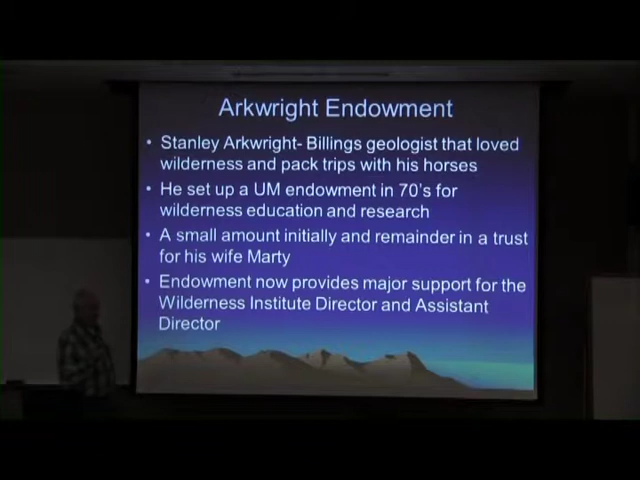 Arkwright Endowment
• Stanley Arkwright- Billings geologist that loved
wilderness and pack trips with his horses
• He set up a UM endowment in 70's for
wilderness education and research
• A small amount initially and remainder in a trust
for his wife Marty
• Endowment now provides major support for the
Wilderness Institute Director and Assistant
Director